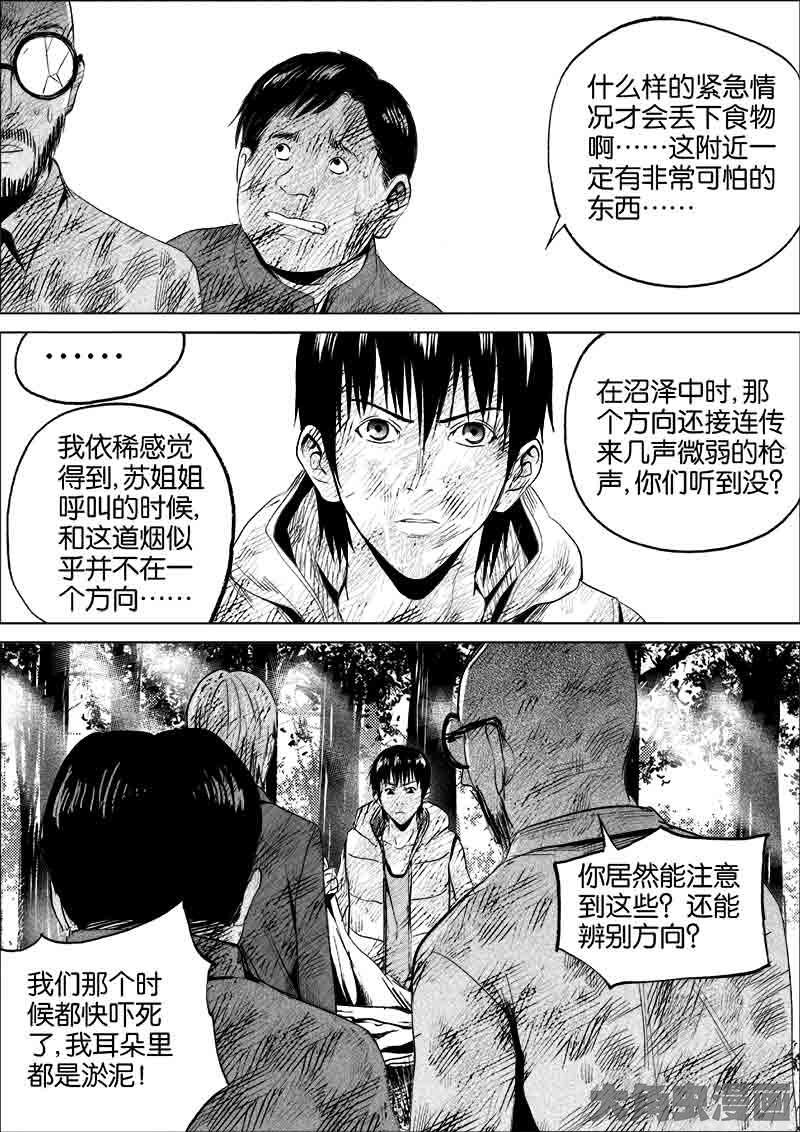 什么样的紧急情
况才会丢下食物
啊……这附近一
定有非常可怕的
东西……
在沼泽中时，那
个方向还接连传
来几声微弱的枪
声，你们听到没？
……
我依稀感觉
得到，苏姐姐
呼叫的时候，
和这道烟似
乎并不在一
个方向……
你居然能注意
到这些？还能
辨别方向？
我们那个时
候都快吓死
了，我耳朵里
都是淤泥！
漫画